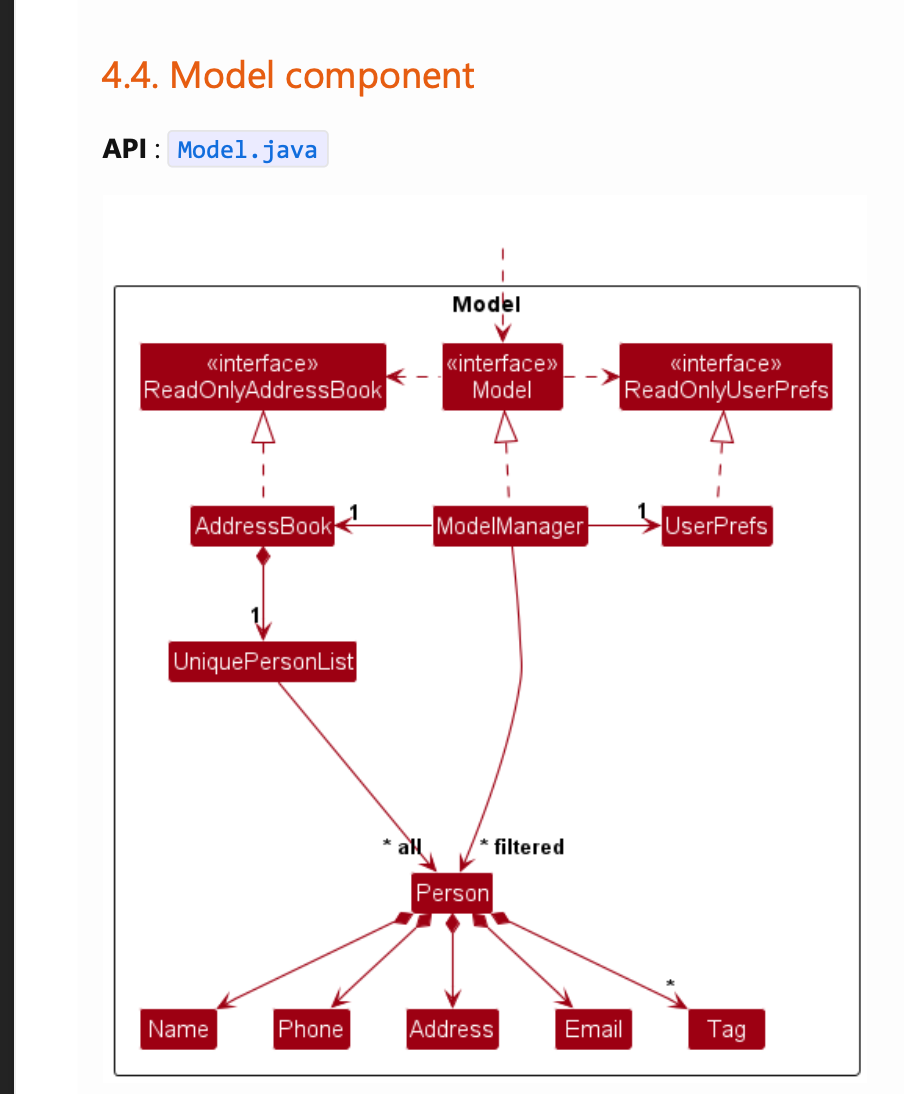 4.4. Model component
API : Model.java
Model
«interface»
ReadOnlyAddressBook
«interface»
Model
«interface»
ReadOnlyUserPrefs
AddressBook
1
ModelManager
1
UserPrefs
1
UniquePersonList
* all
* filtered
Person
*
Name
Phone
Address
Email
Tag